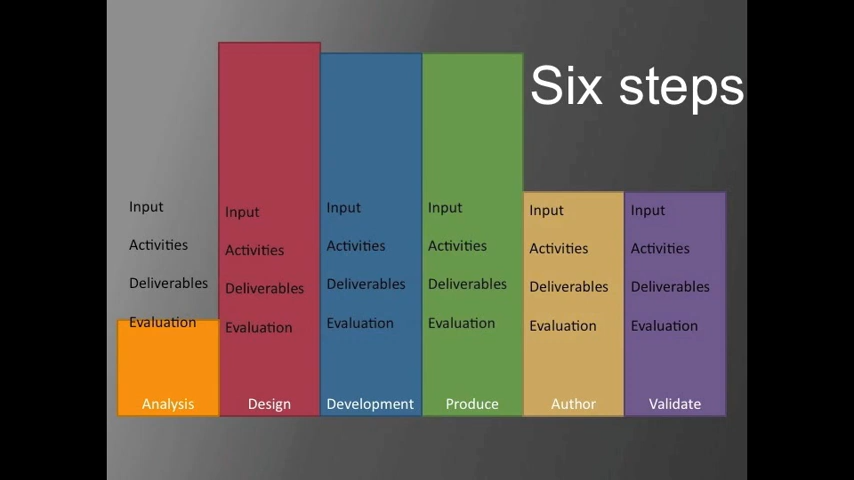 Six steps
Input
Activities
Deliverables
Evaluation
Analysis
Input
Activities
Deliverables
Evaluation
Design
Input
Activities
Deliverables
Evaluation
Development
Input
Activities
Deliverables
Evaluation
Produce
Input
Activities
Deliverables
Evaluation
Author
Input
Activities
Deliverables
Evaluation
Validate